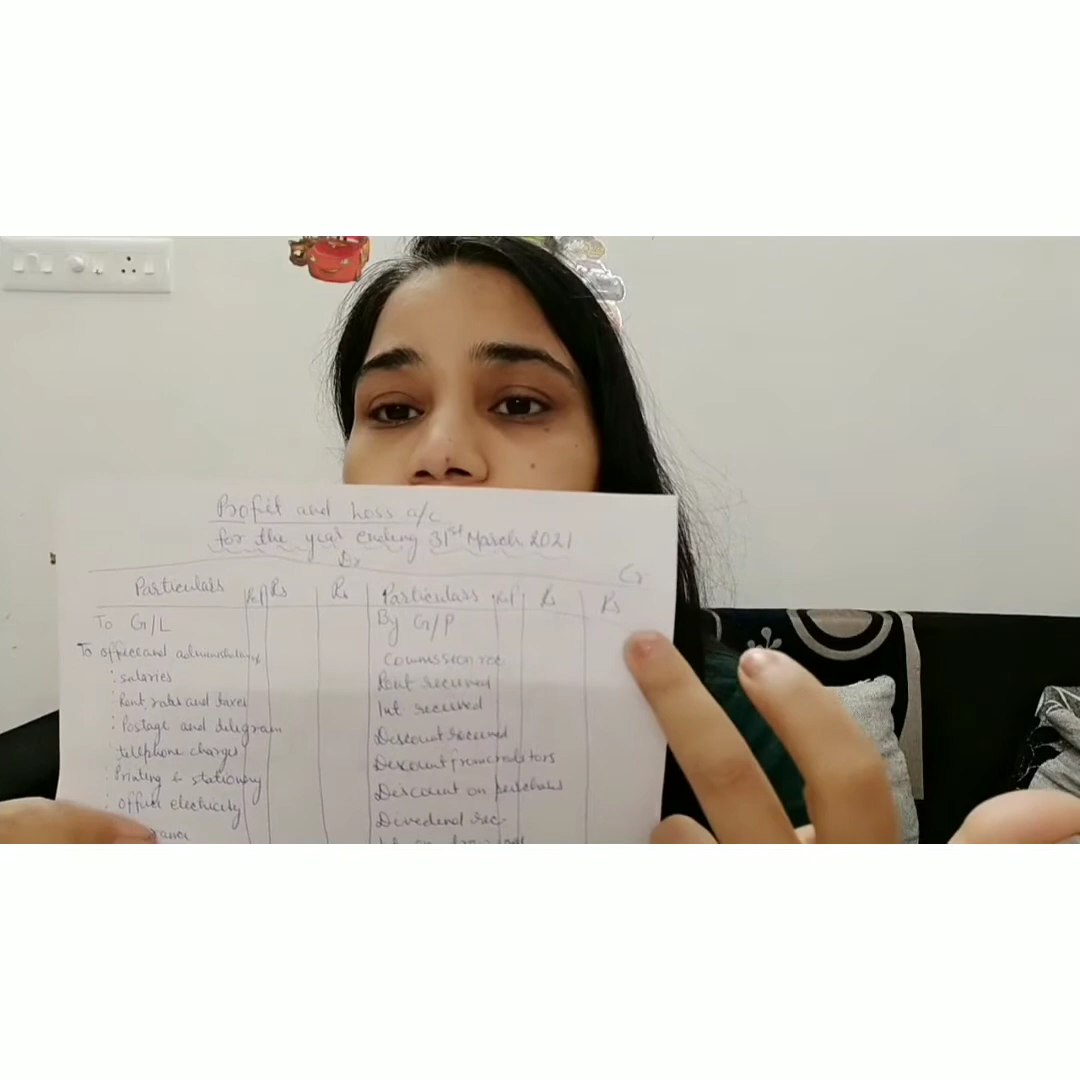 Profit and Loss a/c
for the year ending 31st March 2021
Dr
Cr
Particulars Rs Rs Particulars Rs Rs
To G/L By G/P
To office and
Commission rec
: salaries
Rent received
: Rent rates and taxes
Int received
: Postage and telegram
Discount received
: telephone charges
Discount from creditors
: Printing & stationery
Discount on purchases
: office electricity
Dividend rec